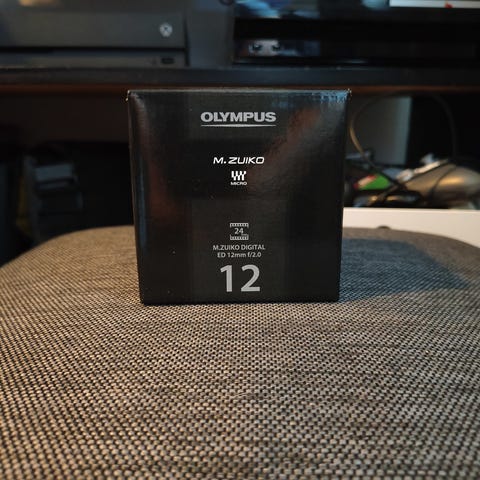 OLYMPUS
M.ZUIKO
MICRO
24
M.ZUIKO DIGITAL
ED 12mm f/2.0
12